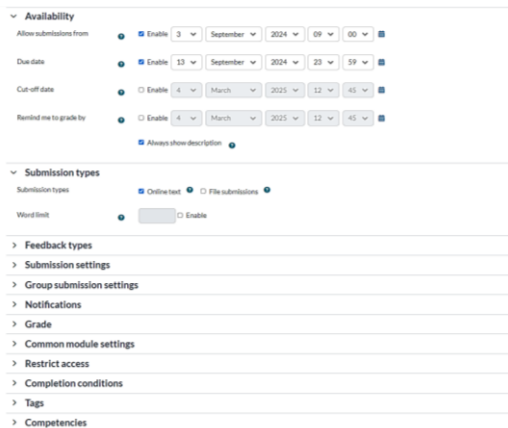 Availability
Allow submissions from ? Enable 3 September 2024 09 00
Due date ? Enable 13 September 2024 23 59
Cut-off date ? Enable 4 March 2025 12 45
Remind me to grade by ? Enable 4 March 2025 12 45
Always show description ?
Submission types
Submission types Online text ? File submissions ?
Word limit ? Enable
Feedback types
Submission settings
Group submission settings
Notifications
Grade
Common module settings
Restrict access
Completion conditions
Tags
Competencies